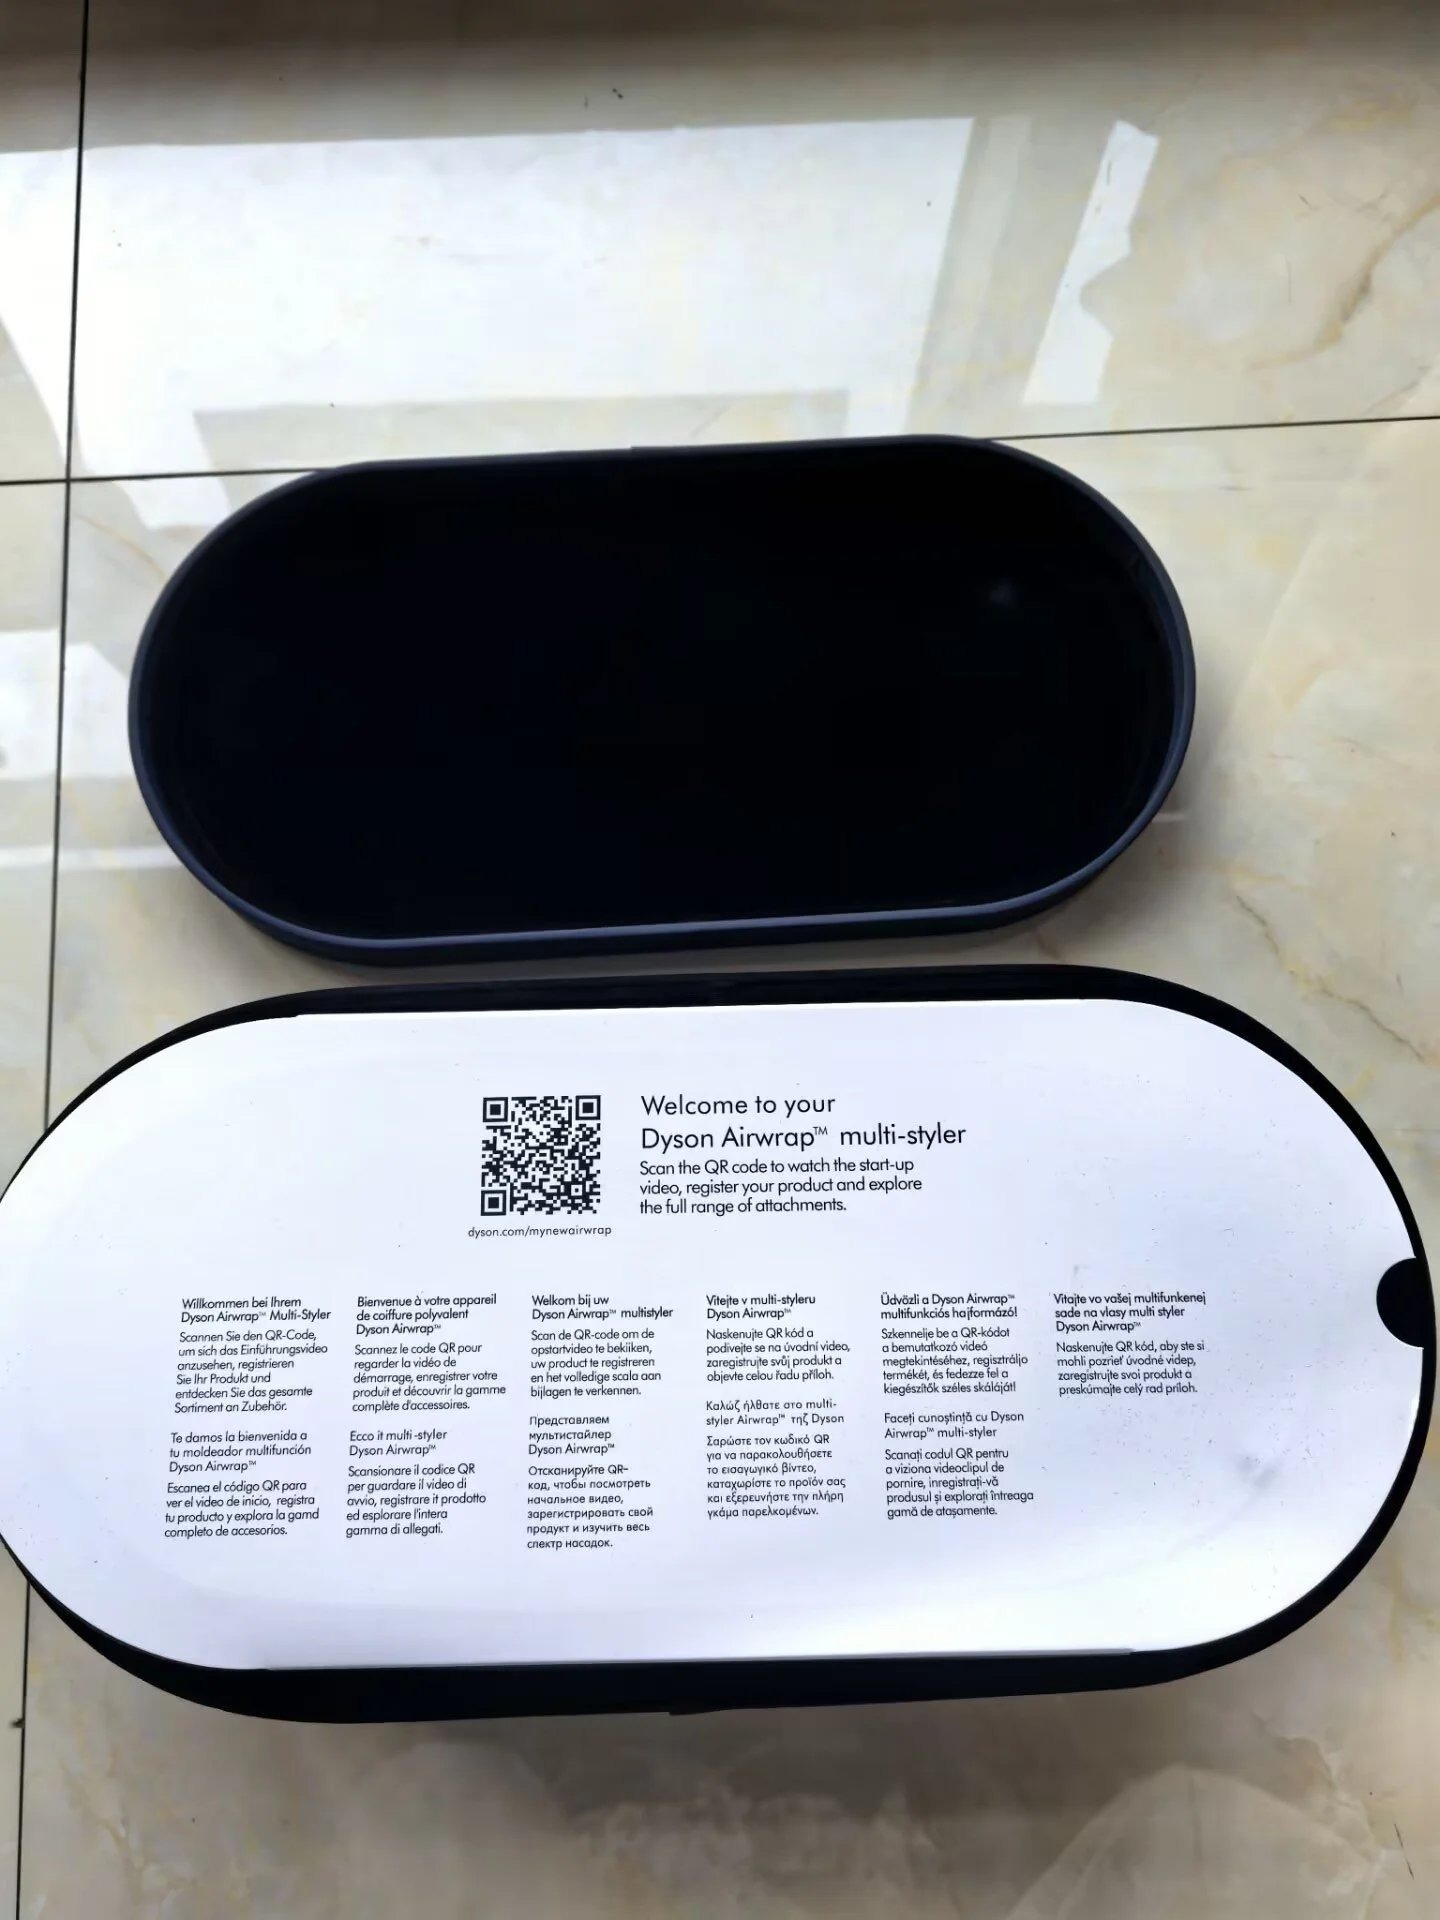 Welcome to your
Dyson Airwrap™ multi-styler
Scan the QR code to watch the start-up
video, register your product and explore
the full range of attachments.
dyson.com/mynewairwrap
Willkommen bei Ihrem
Dyson Airwrap™ Multi-Styler
Scannen Sie den QR-Code,
um sich das Einführungsvideo
anzusehen, registrieren
Sie Ihr Produkt und
entdecken Sie das gesamte
Sortiment an Zubehör.
Te damos la bienvenida a
tu moldeador multifunción
Dyson Airwrap™
Escanea el código QR para
ver el video de inicio, registra
tu producto y explora la gamd
completo de accesorios.
Bienvenue à votre appareil
de coiffure polyvalent
Dyson Airwrap™
Scannez le code QR pour
regarder la vidéo de
démarrage, enregistrer votre
produit et découvrir la gamme
complète d'accessoires.
Ecco it multi-styler
Dyson Airwrap™
Scansionare il codice QR
per guardare il video di
avvio, registrare it prodotto
ed esplorare l'intera
gamma di allegati.
Welkom bij uw
Dyson Airwrap™ multistyler
Scan de QR-code om de
opstartvideo te bekiiken,
uw product te registreren
en het volledige scala aan
bijlagen te verkennen.
Представляем
мультистайлер
Dyson Airwrap™
Отсканируйте QR-
код, чтобы посмотреть
начальное видео,
зарегистрировать свой
продукт и изучить весь
спектр насадок.
Vitejte v multi-styleru
Dyson Airwrap™
Naskenujte QR kód a
podivejte se na úvodní video,
zaregistrujte svůj produkt a
objevte celou řadu příloh.
Καλώζ ήλθατε στο multi-
styler Airwrap™ τηζ Dyson
Σαρώστε τον κωδικό QR
για να παρακολουθήσετε
το εισαγωγικό βίντεο,
καταχωρίστε το προϊόν σας
και εξερευνήστε την πλήρη
γκάμα παρελκομένων.
Üdvözli a Dyson Airwrap™
multifunkciós hajformázó!
Szkennelje be a QR-kódot
a bemutatkozó videó
megtekintéséhez, regisztráljo
termékét, és fedezze fel a
kiegészítők széles skáláját!
Faceți cunoștință cu Dyson
Airwrap™ multi-styler
Scanați codul QR pentru
a viziona videoclipul de
pornire, inregistrați-vă
produsul și explorați întreaga
gamă de atașamente.
Vitajte vo vašej multifunkenej
sade na vlasy multi styler
Dyson Airwrap™
Naskenujte QR kód, aby ste si
mohli pozrieť úvodné videp,
zaregistrujte svoi produkt a
preskúmajte celý rad príloh.